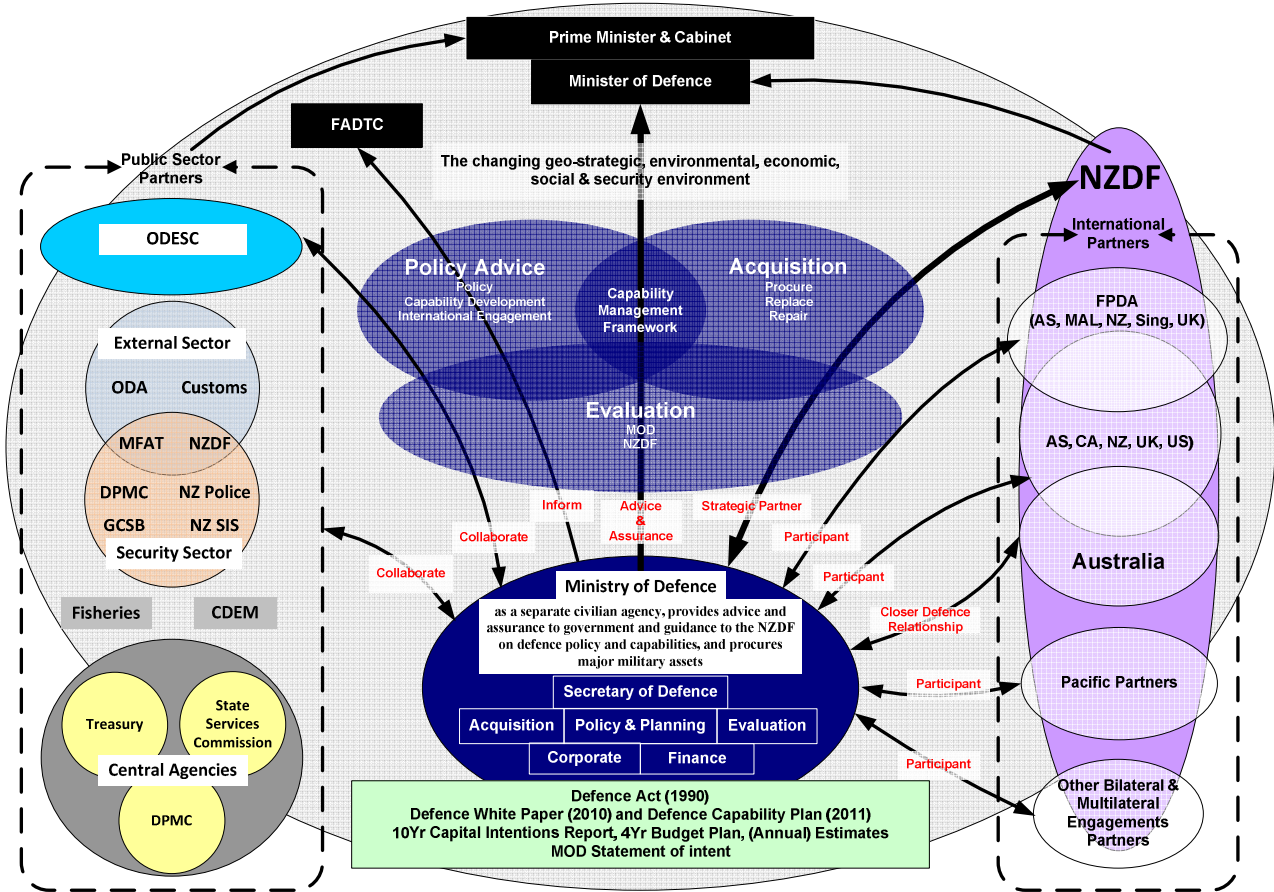 Prime Minister & Cabinet
Minister of Defence
FADTC
The changing geo-strategic, environmental, economic,
social & security environment
Public Sector
Partners
ODESC
External Sector
ODA
Customs
MFAT
NZDF
DPMC
NZ Police
GCSB
NZ SIS
Security Sector
Fisheries
CDEM
Treasury
State
Services
Commission
Central Agencies
DPMC
Policy Advice
Policy
Capability Development
International Engagement
Capability
Management
Framework
Acquisition
Procure
Replace
Repair
Evaluation
MOD
NZDF
Collaborate
Collaborate
Inform
Advice
&
Assurance
Strategic Partner
Participant
Particpant
Closer Defence
Relationship
Participant
Participant
Ministry of Defence
as a separate civilian agency, provides advice and
assurance to government and guidance to the NZDF
on defence policy and capabilities, and procures
major military assets
Secretary of Defence
Acquisition
Policy & Planning
Evaluation
Corporate
Finance
Defence Act (1990)
Defence White Paper (2010) and Defence Capability Plan (2011)
10Yr Capital Intentions Report, 4Yr Budget Plan, (Annual) Estimates
MOD Statement of intent
NZDF
International
Partners
FPDA
(AS, MAL, NZ, Sing, UK)
AS, CA, NZ, UK, US)
Australia
Pacific Partners
Other Bilateral &
Multilateral
Engagements
Partners